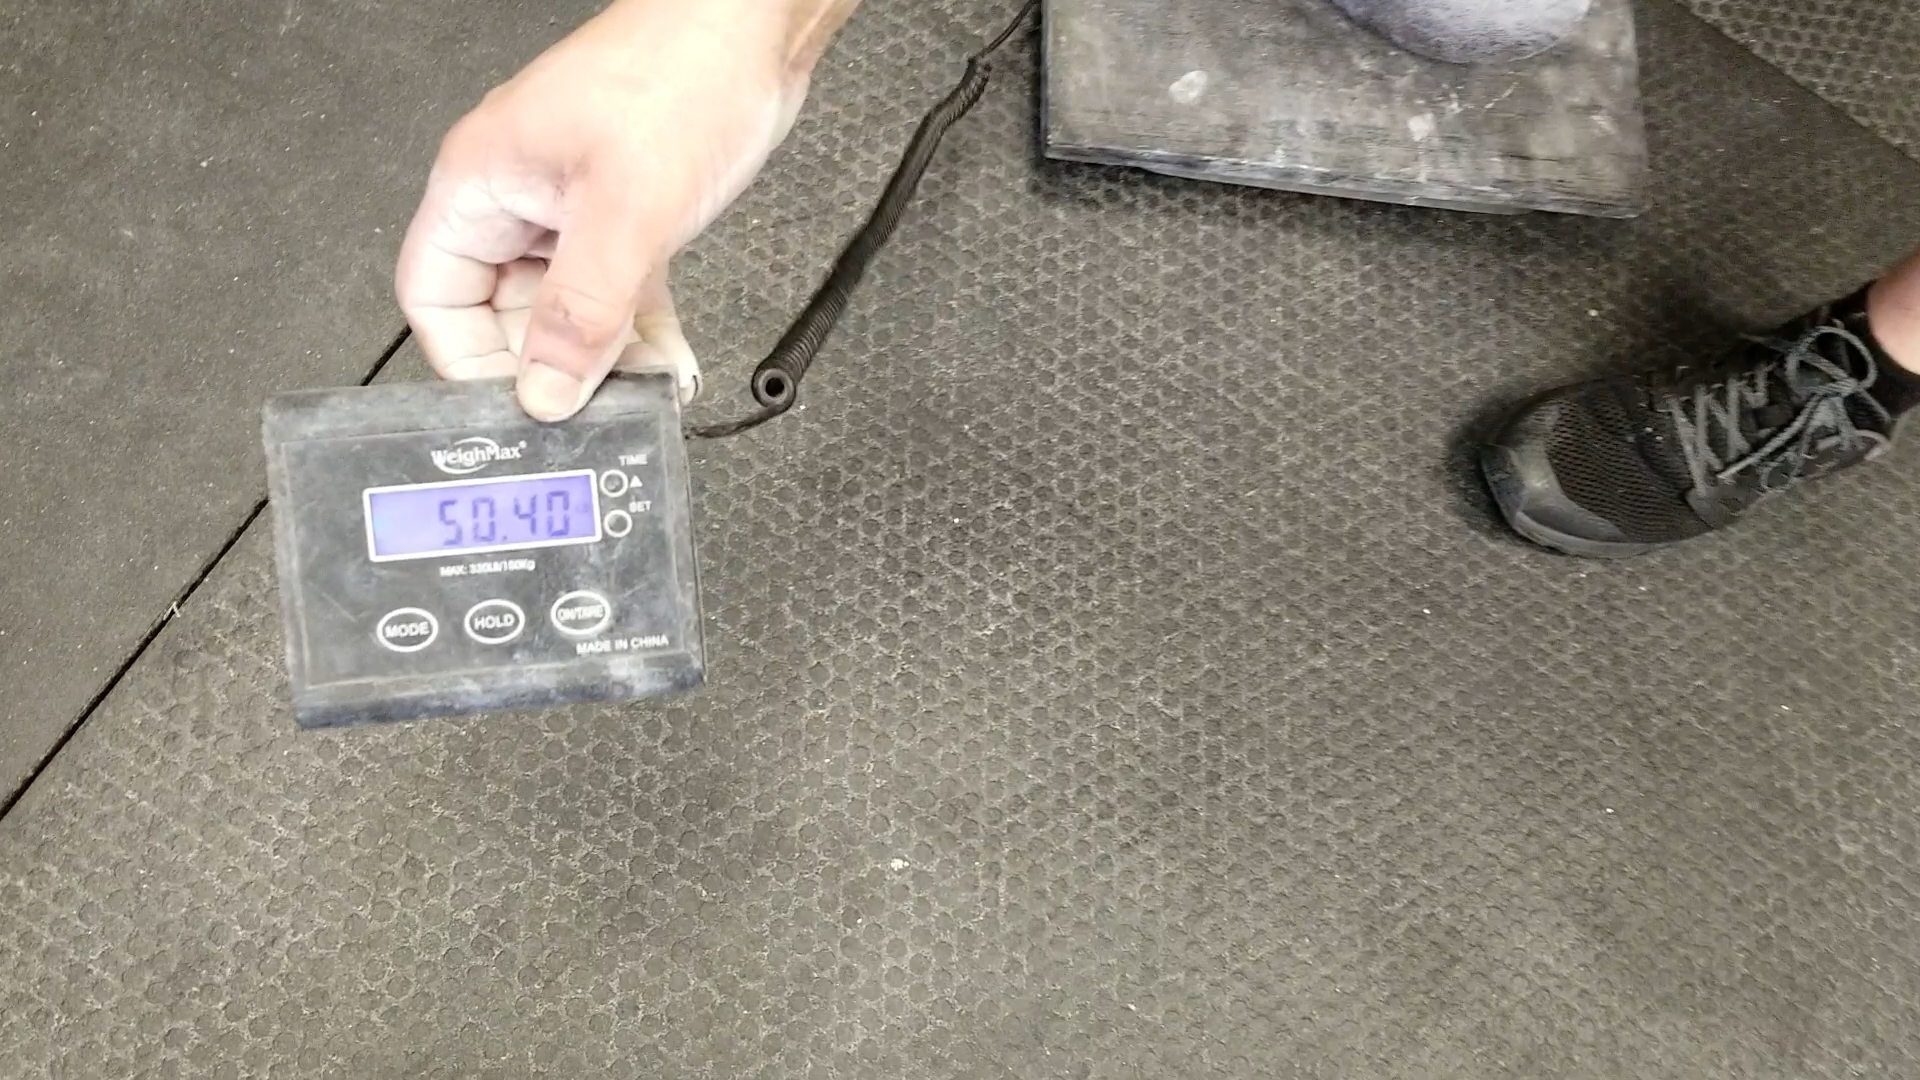 WeighMax®
TIME
▲
SET
50.40
MAX: 330Lb/150Kg
MODE
HOLD
ON/TARE
MADE IN CHINA